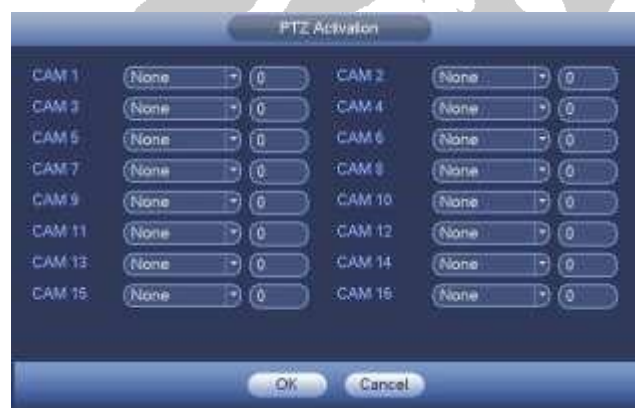 PTZ Activation
CAM 1 None 0 CAM 2 None 0
CAM 3 None 0 CAM 4 None 0
CAM 5 None 0 CAM 6 None 0
CAM 7 None 0 CAM 8 None 0
CAM 9 None 0 CAM 10 None 0
CAM 11 None 0 CAM 12 None 0
CAM 13 None 0 CAM 14 None 0
CAM 15 None 0 CAM 16 None 0
OK Cancel